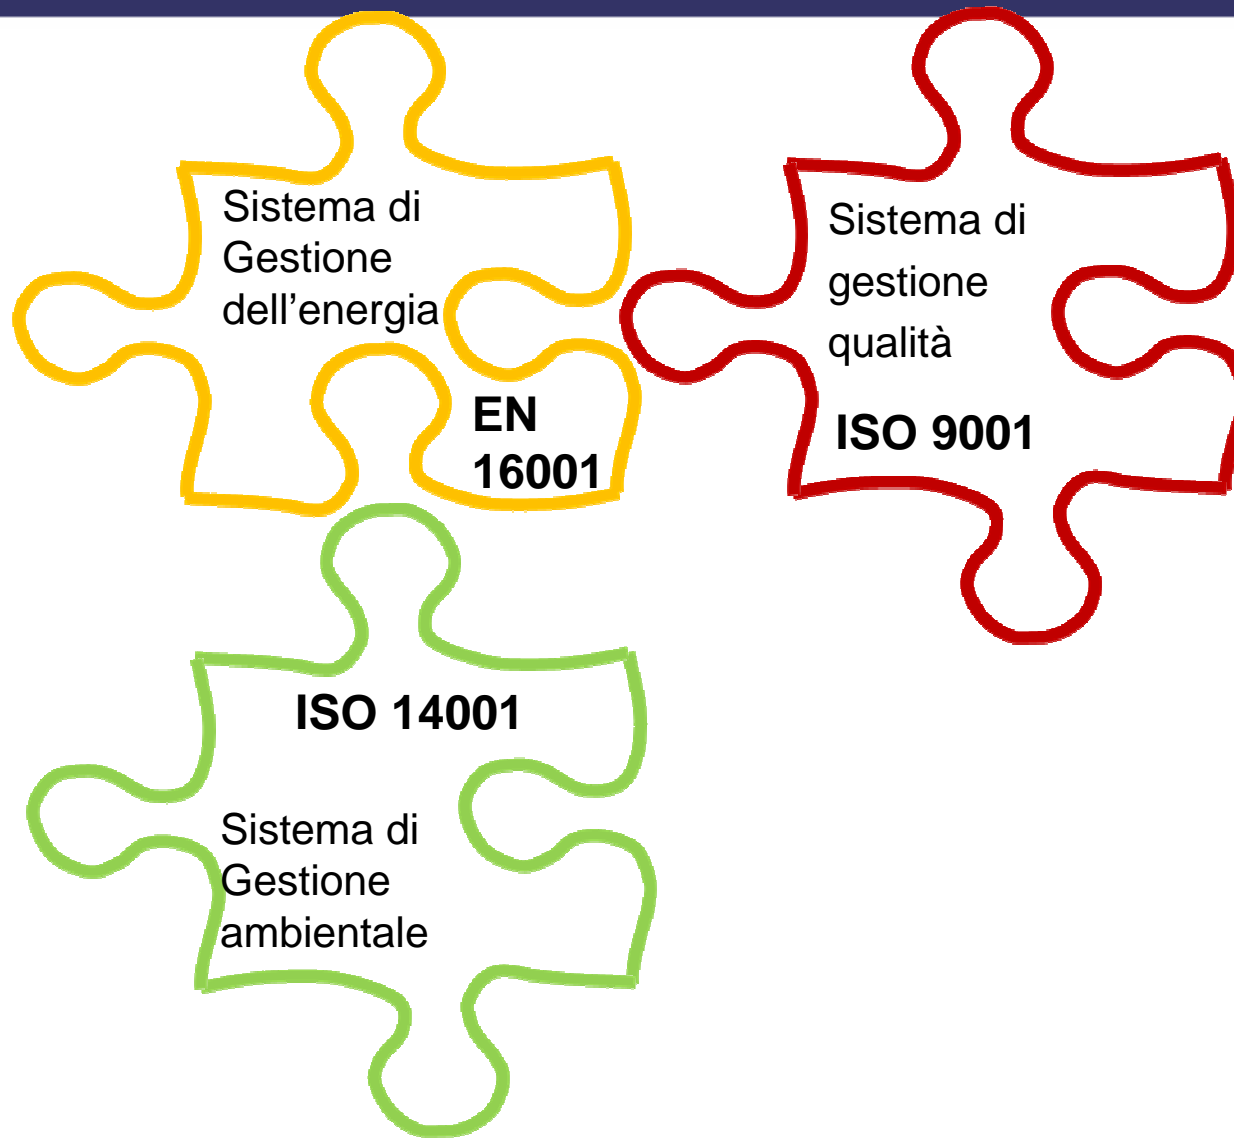 Sistema di
Gestione
dell’energia
EN
16001
Sistema di
gestione
qualità
ISO 9001
ISO 14001
Sistema di
Gestione
ambientale